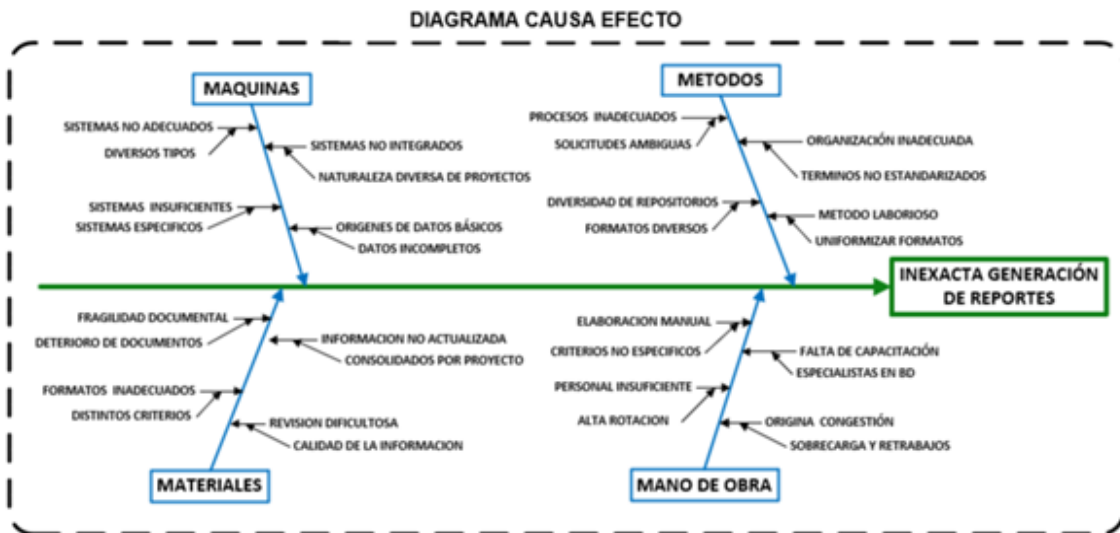 DIAGRAMA CAUSA EFECTO
MAQUINAS
SISTEMAS NO ADECUADOS
DIVERSOS TIPOS
SISTEMAS NO INTEGRADOS
NATURALEZA DIVERSA DE PROYECTOS
SISTEMAS INSUFICIENTES
SISTEMAS ESPECIFICOS
ORIGENES DE DATOS BÁSICOS
DATOS INCOMPLETOS
METODOS
PROCESOS INADECUADOS
SOLICITUDES AMBIGUAS
ORGANIZACIÓN INADECUADA
TERMINOS NO ESTANDARIZADOS
DIVERSIDAD DE REPOSITORIOS
FORMATOS DIVERSOS
METODO LABORIOSO
UNIFORMIZAR FORMATOS
INEXACTA GENERACIÓN
DE REPORTES
FRAGILIDAD DOCUMENTAL
DETERIORO DE DOCUMENTOS
INFORMACION NO ACTUALIZADA
CONSOLIDADOS POR PROYECTO
FORMATOS INADECUADOS
DISTINTOS CRITERIOS
REVISION DIFICULTOSA
CALIDAD DE LA INFORMACION
MATERIALES
ELABORACION MANUAL
CRITERIOS NO ESPECIFICOS
FALTA DE CAPACITACIÓN
ESPECIALISTAS EN BD
PERSONAL INSUFICIENTE
ALTA ROTACION
ORIGINA CONGESTIÓN
SOBRECARGA Y RETRABAJOS
MANO DE OBRA